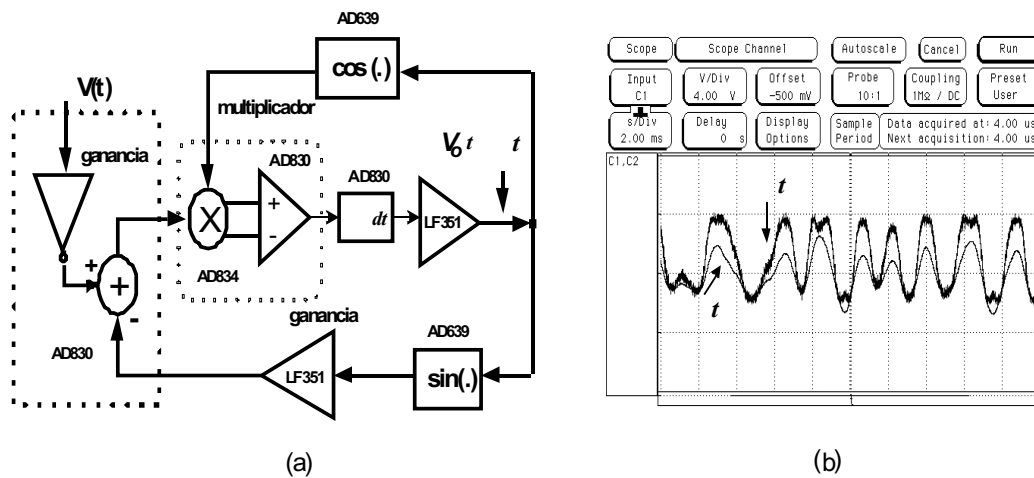 AD639
cos (.)
V(t)
multiplicador
ganancia
AD830
V₀ t
t
AD830
X
+
-
dt
LF351
AD834
+
+
-
ganancia
AD639
AD830
LF351
sin(.)
(a)
Scope
Scope Channel
Autoscale
Cancel
Run
Input
C1
V/Div
4.00 V
Offset
-500 mV
Probe
10:1
Coupling
1MΩ / DC
Preset
User
s/Div
2.00 ms
Delay
0 s
Display
Options
Sample
Period
Data acquired at: 4.00 us
Next acquisition: 4.00 us
C1,C2
t
t
(b)